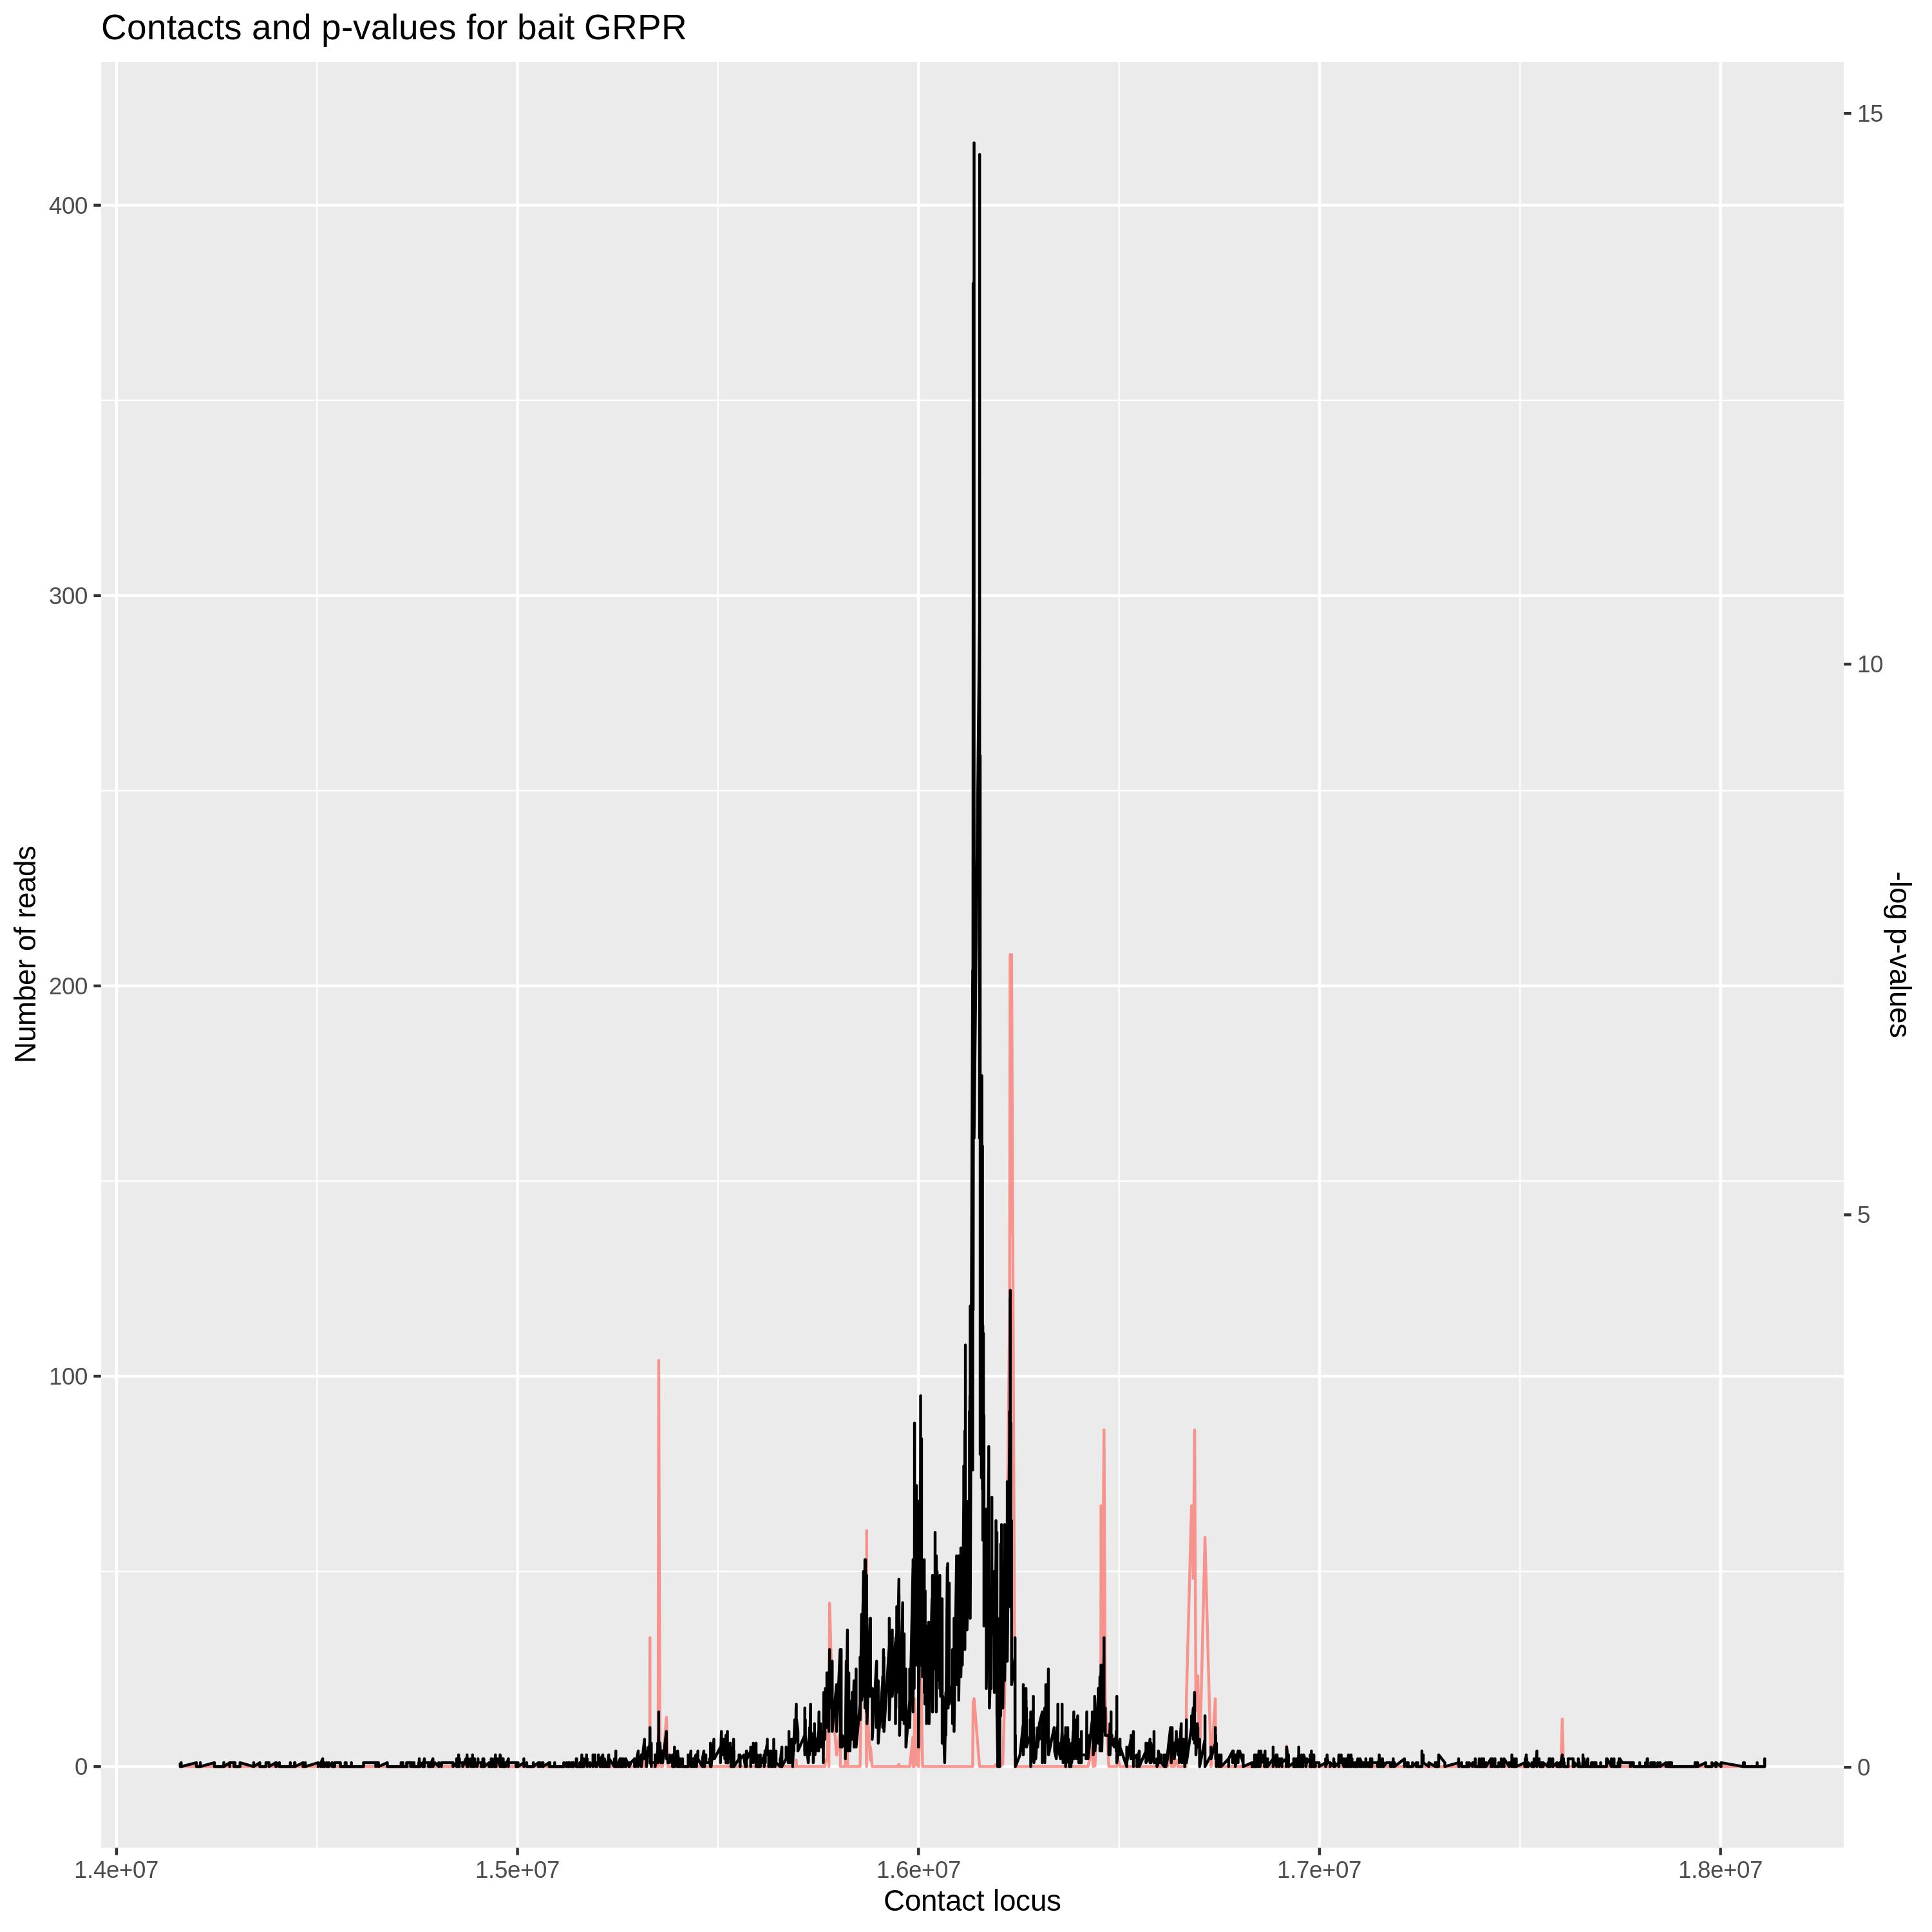 Contacts and p-values for bait GRPR
Number of reads
400
300
200
100
0
15
10
5
0
-log p-values
1.4e+07
1.5e+07
1.6e+07
1.7e+07
1.8e+07
Contact locus